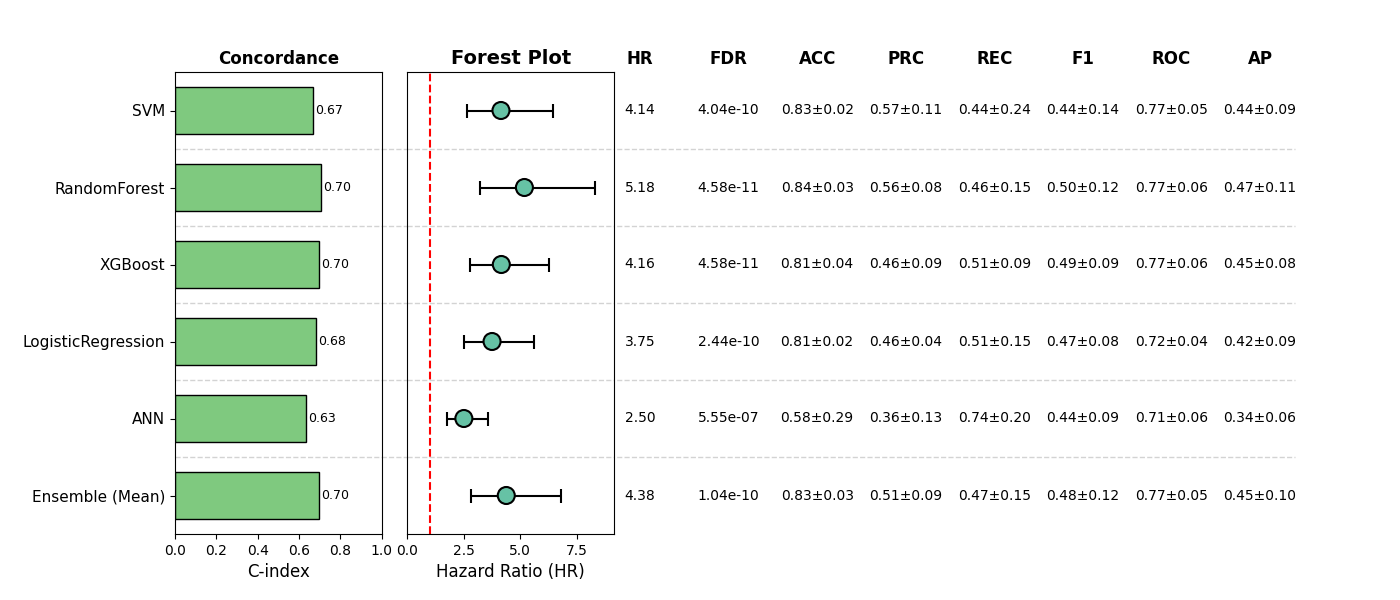 Concordance Forest Plot HR FDR ACC PRC REC F1 ROC AP
SVM 0.67 4.14 4.04e-10 0.83±0.02 0.57±0.11 0.44±0.24 0.44±0.14 0.77±0.05 0.44±0.09
RandomForest 0.70 5.18 4.58e-11 0.84±0.03 0.56±0.08 0.46±0.15 0.50±0.12 0.77±0.06 0.47±0.11
XGBoost 0.70 4.16 4.58e-11 0.81±0.04 0.46±0.09 0.51±0.09 0.49±0.09 0.77±0.06 0.45±0.08
LogisticRegression 0.68 3.75 2.44e-10 0.81±0.02 0.46±0.04 0.51±0.15 0.47±0.08 0.72±0.04 0.42±0.09
ANN 0.63 2.50 5.55e-07 0.58±0.29 0.36±0.13 0.74±0.20 0.44±0.09 0.71±0.06 0.34±0.06
Ensemble (Mean) 0.70 4.38 1.04e-10 0.83±0.03 0.51±0.09 0.47±0.15 0.48±0.12 0.77±0.05 0.45±0.10
0.0 0.2 0.4 0.6 0.8 1.0 0.0 2.5 5.0 7.5
C-index Hazard Ratio (HR)